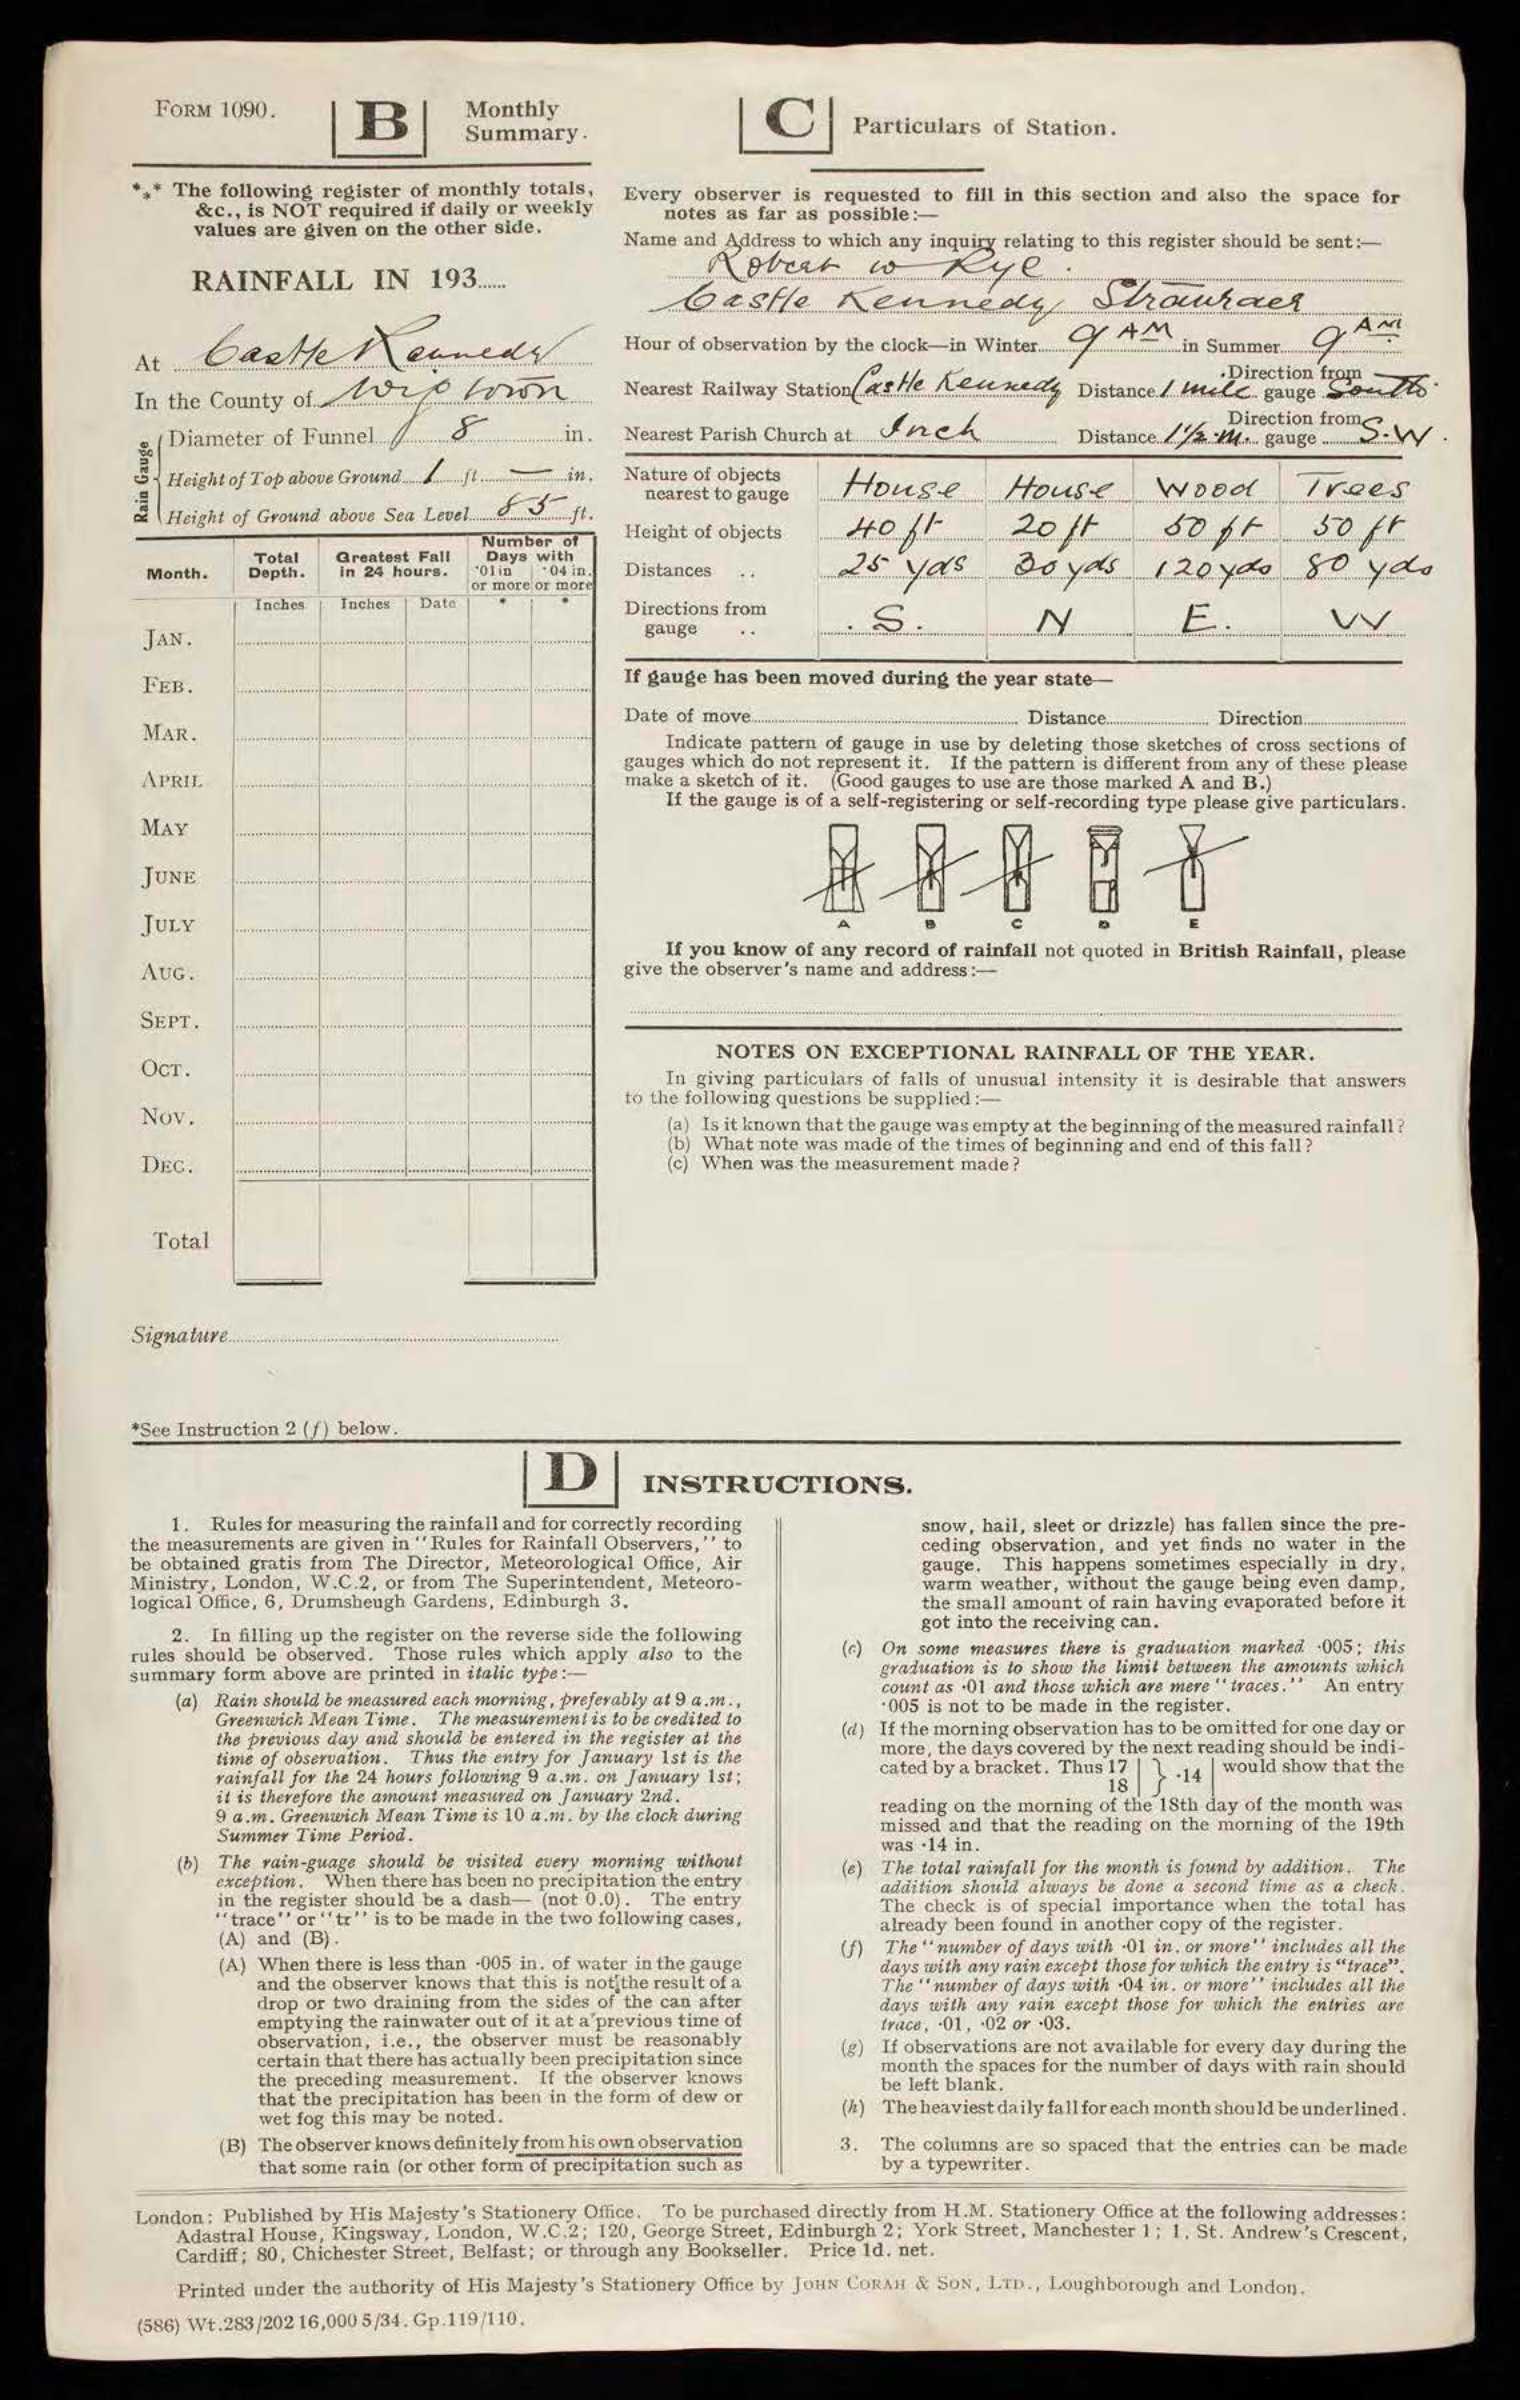 FORM 1090.
B
Monthly
Summary.
*** The following register of monthly totals,
&c., is NOT required if daily or weekly
values are given on the other side.
RAINFALL IN 193......
At Castle Kennedy
In the County of Wigtown
Rain Gauge
Diameter of Funnel 8 in.
Height of Top above Ground 1 ft. — in.
Height of Ground above Sea Level 85 ft.
Month. Total Depth. Greatest Fall in 24 hours. Number of Days with
·01 in or more ·04 in. or more
Inches Inches Date * *
JAN.
FEB.
MAR.
APRIL
MAY
JUNE
JULY
AUG.
SEPT.
OCT.
NOV.
DEC.
Total
Signature
*See Instruction 2 (f) below.
C
Particulars of Station.
Every observer is requested to fill in this section and also the space for
notes as far as possible:—
Name and Address to which any inquiry relating to this register should be sent:—
Robert W Rye.
Castle Kennedy Stranraer
Hour of observation by the clock—in Winter 9 AM in Summer 9 AM
Nearest Railway Station Castle Kennedy Distance 1 mile Direction from gauge South
Nearest Parish Church at Inch Distance 1½ m. Direction from gauge S.W.
Nature of objects nearest to gauge House House Wood Trees
Height of objects 40 ft 20 ft 50 ft 50 ft
Distances .. 25 yds 30 yds 120 yds 80 yds
Directions from gauge .. S. N E. W
If gauge has been moved during the year state—
Date of move Distance Direction
Indicate pattern of gauge in use by deleting those sketches of cross sections of
gauges which do not represent it. If the pattern is different from any of these please
make a sketch of it. (Good gauges to use are those marked A and B.)
If the gauge is of a self-registering or self-recording type please give particulars.
A B C D E
If you know of any record of rainfall not quoted in British Rainfall, please
give the observer's name and address:—
NOTES ON EXCEPTIONAL RAINFALL OF THE YEAR.
In giving particulars of falls of unusual intensity it is desirable that answers
to the following questions be supplied:—
(a) Is it known that the gauge was empty at the beginning of the measured rainfall?
(b) What note was made of the times of beginning and end of this fall?
(c) When was the measurement made?
D
INSTRUCTIONS.
1. Rules for measuring the rainfall and for correctly recording
the measurements are given in "Rules for Rainfall Observers," to
be obtained gratis from The Director, Meteorological Office, Air
Ministry, London, W.C.2, or from The Superintendent, Meteoro-
logical Office, 6, Drumsheugh Gardens, Edinburgh 3.
2. In filling up the register on the reverse side the following
rules should be observed. Those rules which apply also to the
summary form above are printed in italic type:—
(a) Rain should be measured each morning, preferably at 9 a.m.,
Greenwich Mean Time. The measurement is to be credited to
the previous day and should be entered in the register at the
time of observation. Thus the entry for January 1st is the
rainfall for the 24 hours following 9 a.m. on January 1st;
it is therefore the amount measured on January 2nd.
9 a.m. Greenwich Mean Time is 10 a.m. by the clock during
Summer Time Period.
(b) The rain-guage should be visited every morning without
exception. When there has been no precipitation the entry
in the register should be a dash— (not 0.0). The entry
"trace" or "tr" is to be made in the two following cases,
(A) and (B).
(A) When there is less than ·005 in. of water in the gauge
and the observer knows that this is not the result of a
drop or two draining from the sides of the can after
emptying the rainwater out of it at a previous time of
observation, i.e., the observer must be reasonably
certain that there has actually been precipitation since
the preceding measurement. If the observer knows
that the precipitation has been in the form of dew or
wet fog this may be noted.
(B) The observer knows definitely from his own observation
that some rain (or other form of precipitation such as
snow, hail, sleet or drizzle) has fallen since the pre-
ceding observation, and yet finds no water in the
gauge. This happens sometimes especially in dry,
warm weather, without the gauge being even damp,
the small amount of rain having evaporated before it
got into the receiving can.
(c) On some measures there is graduation marked ·005; this
graduation is to show the limit between the amounts which
count as ·01 and those which are mere "traces." An entry
·005 is not to be made in the register.
(d) If the morning observation has to be omitted for one day or
more, the days covered by the next reading should be indi-
cated by a bracket. Thus 17 | } ·14 | would show that the
18 |
reading on the morning of the 18th day of the month was
missed and that the reading on the morning of the 19th
was ·14 in.
(e) The total rainfall for the month is found by addition. The
addition should always be done a second time as a check.
The check is of special importance when the total has
already been found in another copy of the register.
(f) The "number of days with ·01 in. or more" includes all the
days with any rain except those for which the entry is "trace".
The "number of days with ·04 in. or more" includes all the
days with any rain except those for which the entries are
trace, ·01, ·02 or ·03.
(g) If observations are not available for every day during the
month the spaces for the number of days with rain should
be left blank.
(h) The heaviest daily fall for each month should be underlined.
3. The columns are so spaced that the entries can be made
by a typewriter.
London: Published by His Majesty's Stationery Office. To be purchased directly from H.M. Stationery Office at the following addresses:
Adastral House, Kingsway, London, W.C.2; 120, George Street, Edinburgh 2; York Street, Manchester 1; 1, St. Andrew's Crescent,
Cardiff; 80, Chichester Street, Belfast; or through any Bookseller. Price 1d. net.
Printed under the authority of His Majesty's Stationery Office by JOHN CORAH & SON, LTD., Loughborough and London.
(586) Wt.283/202 16,000 5/34. Gp.119/110.